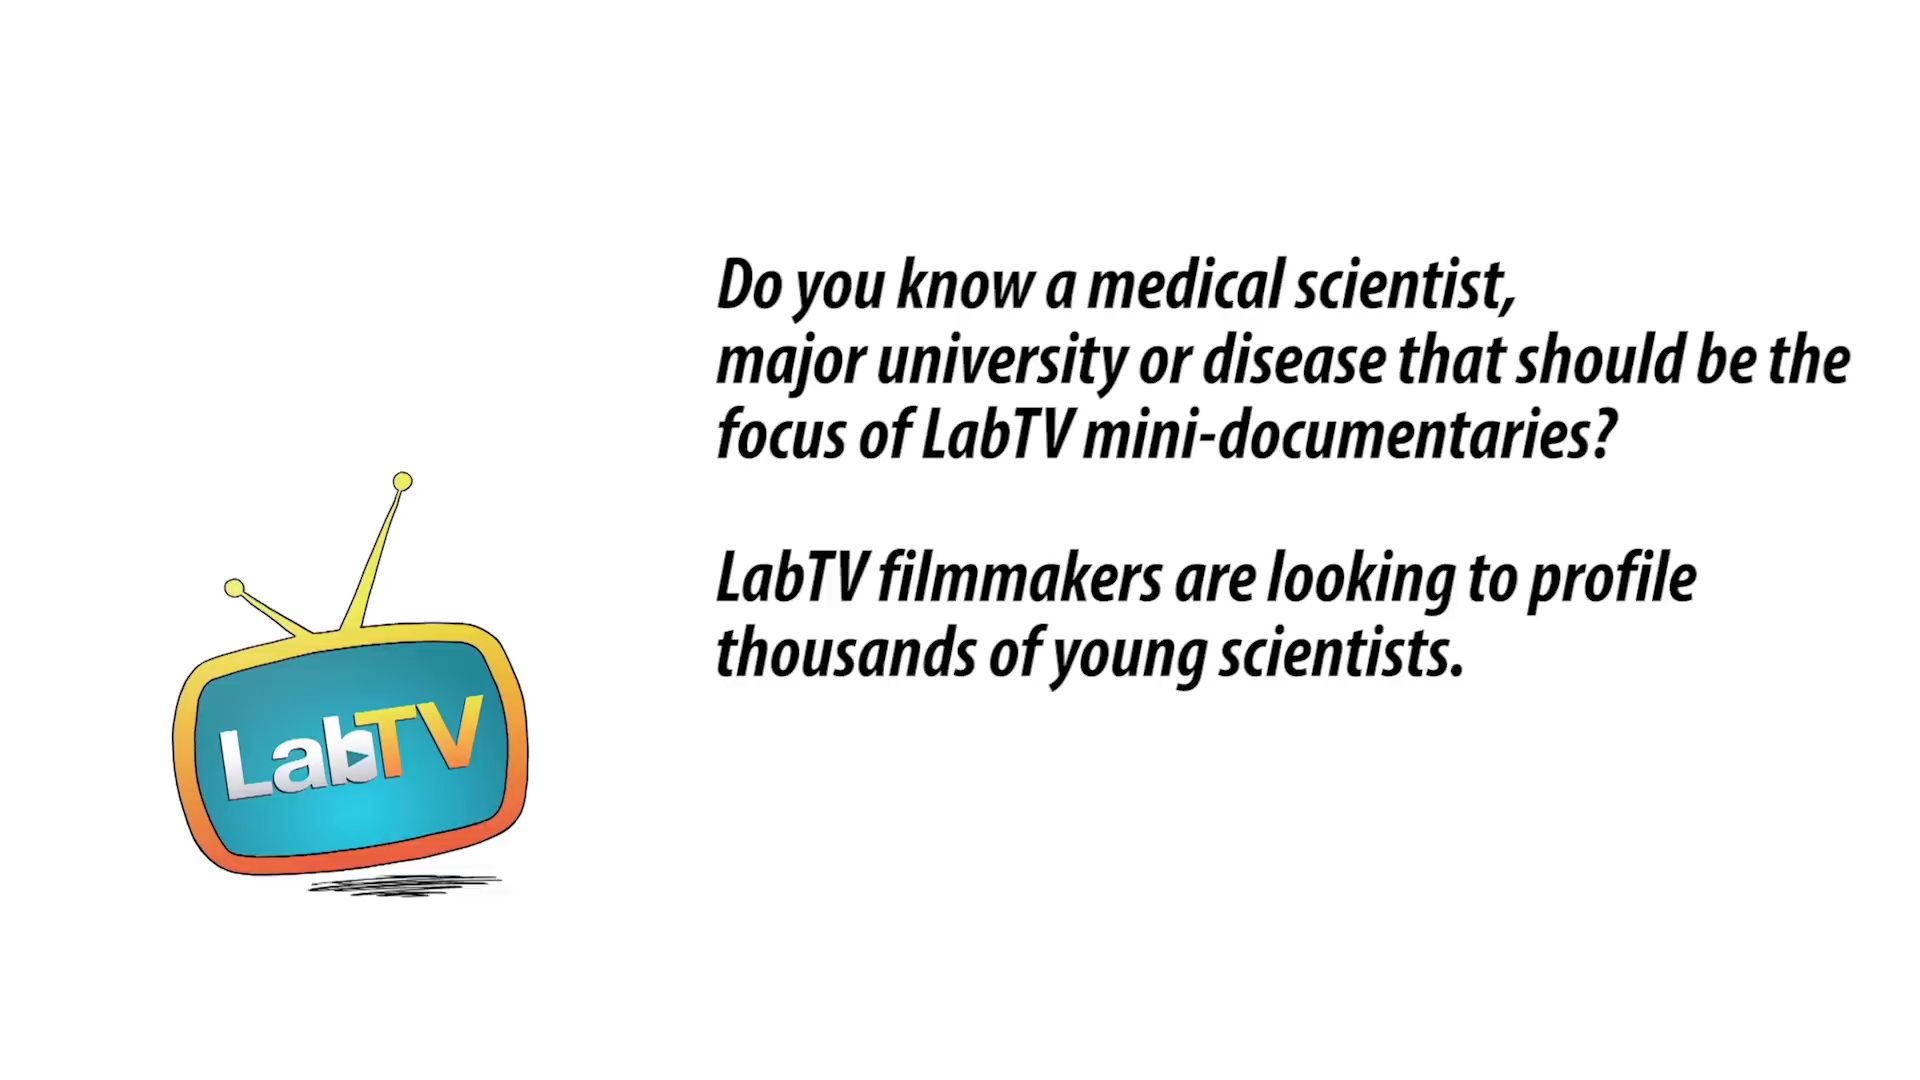 Do you know a medical scientist,
major university or disease that should be the
focus of LabTV mini-documentaries?
LabTV filmmakers are looking to profile
thousands of young scientists.
LabTV